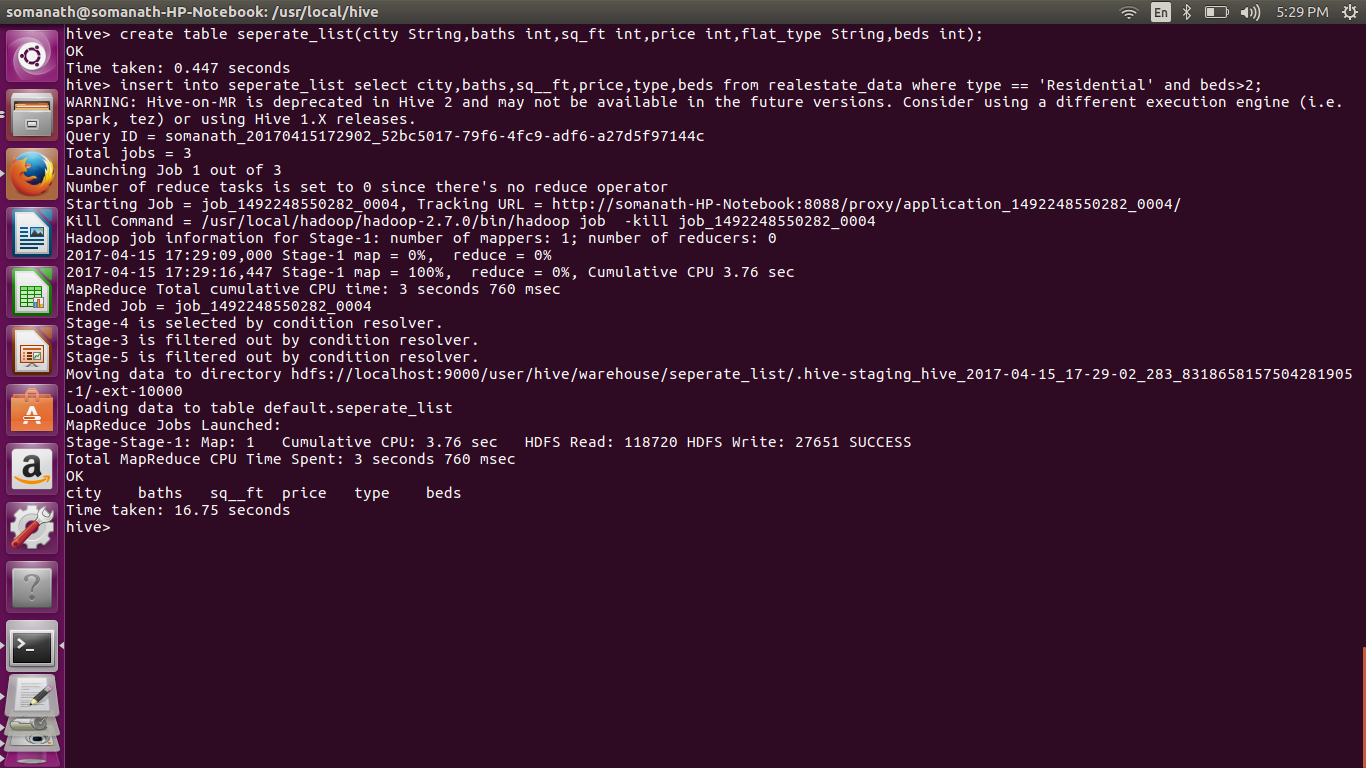 somanath@somanath-HP-Notebook: /usr/local/hive
En
5:29 PM
hive> create table seperate_list(city String,baths int,sq_ft int,price int,flat_type String,beds int);
OK
Time taken: 0.447 seconds
hive> insert into seperate_list select city,baths,sq__ft,price,type,beds from realestate_data where type == 'Residential' and beds>2;
WARNING: Hive-on-MR is deprecated in Hive 2 and may not be available in the future versions. Consider using a different execution engine (i.e.
spark, tez) or using Hive 1.X releases.
Query ID = somanath_20170415172902_52bc5017-79f6-4fc9-adf6-a27d5f97144c
Total jobs = 3
Launching Job 1 out of 3
Number of reduce tasks is set to 0 since there's no reduce operator
Starting Job = job_1492248550282_0004, Tracking URL = http://somanath-HP-Notebook:8088/proxy/application_1492248550282_0004/
Kill Command = /usr/local/hadoop/hadoop-2.7.0/bin/hadoop job  -kill job_1492248550282_0004
Hadoop job information for Stage-1: number of mappers: 1; number of reducers: 0
2017-04-15 17:29:09,000 Stage-1 map = 0%,  reduce = 0%
2017-04-15 17:29:16,447 Stage-1 map = 100%,  reduce = 0%, Cumulative CPU 3.76 sec
MapReduce Total cumulative CPU time: 3 seconds 760 msec
Ended Job = job_1492248550282_0004
Stage-4 is selected by condition resolver.
Stage-3 is filtered out by condition resolver.
Stage-5 is filtered out by condition resolver.
Moving data to directory hdfs://localhost:9000/user/hive/warehouse/seperate_list/.hive-staging_hive_2017-04-15_17-29-02_283_8318658157504281905
-1/-ext-10000
Loading data to table default.seperate_list
MapReduce Jobs Launched:
Stage-Stage-1: Map: 1   Cumulative CPU: 3.76 sec   HDFS Read: 118720 HDFS Write: 27651 SUCCESS
Total MapReduce CPU Time Spent: 3 seconds 760 msec
OK
city    baths   sq__ft  price   type    beds
Time taken: 16.75 seconds
hive>